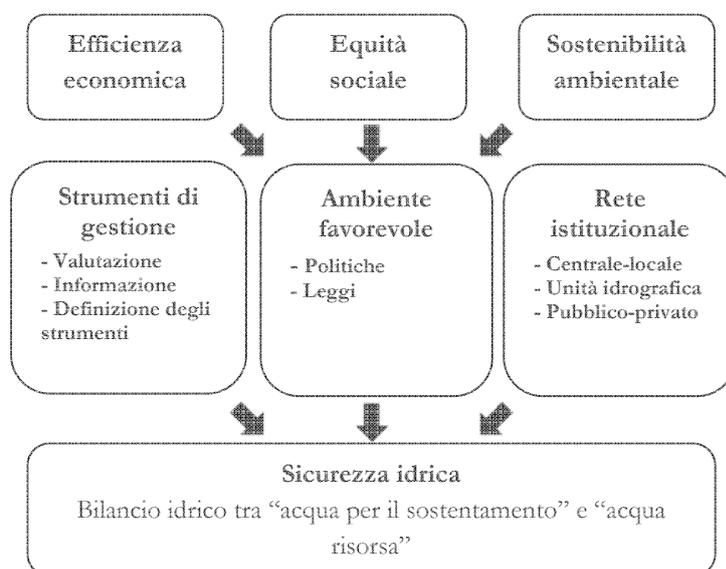 Efficienza
economica
Equità
sociale
Sostenibilità
ambientale
Strumenti di
gestione
- Valutazione
- Informazione
- Definizione degli
strumenti
Ambiente
favorevole
- Politiche
- Leggi
Rete
istituzionale
- Centrale-locale
- Unità idrografica
- Pubblico-privato
Sicurezza idrica
Bilancio idrico tra “acqua per il sostentamento” e “acqua
risorsa”